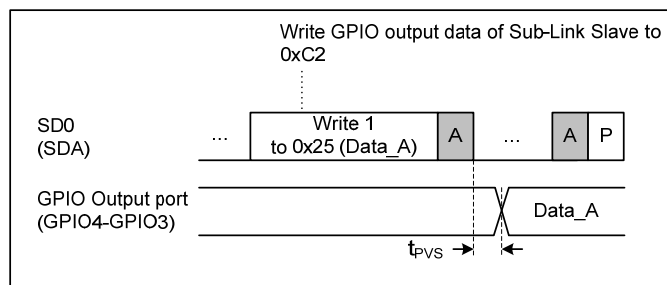 Write GPIO output data of Sub-Link Slave to
0xC2
SD0
(SDA)
...
Write 1
to 0x25 (Data_A)
A
...
A
P
GPIO Output port
(GPIO4-GPIO3)
Data_A
tPVS